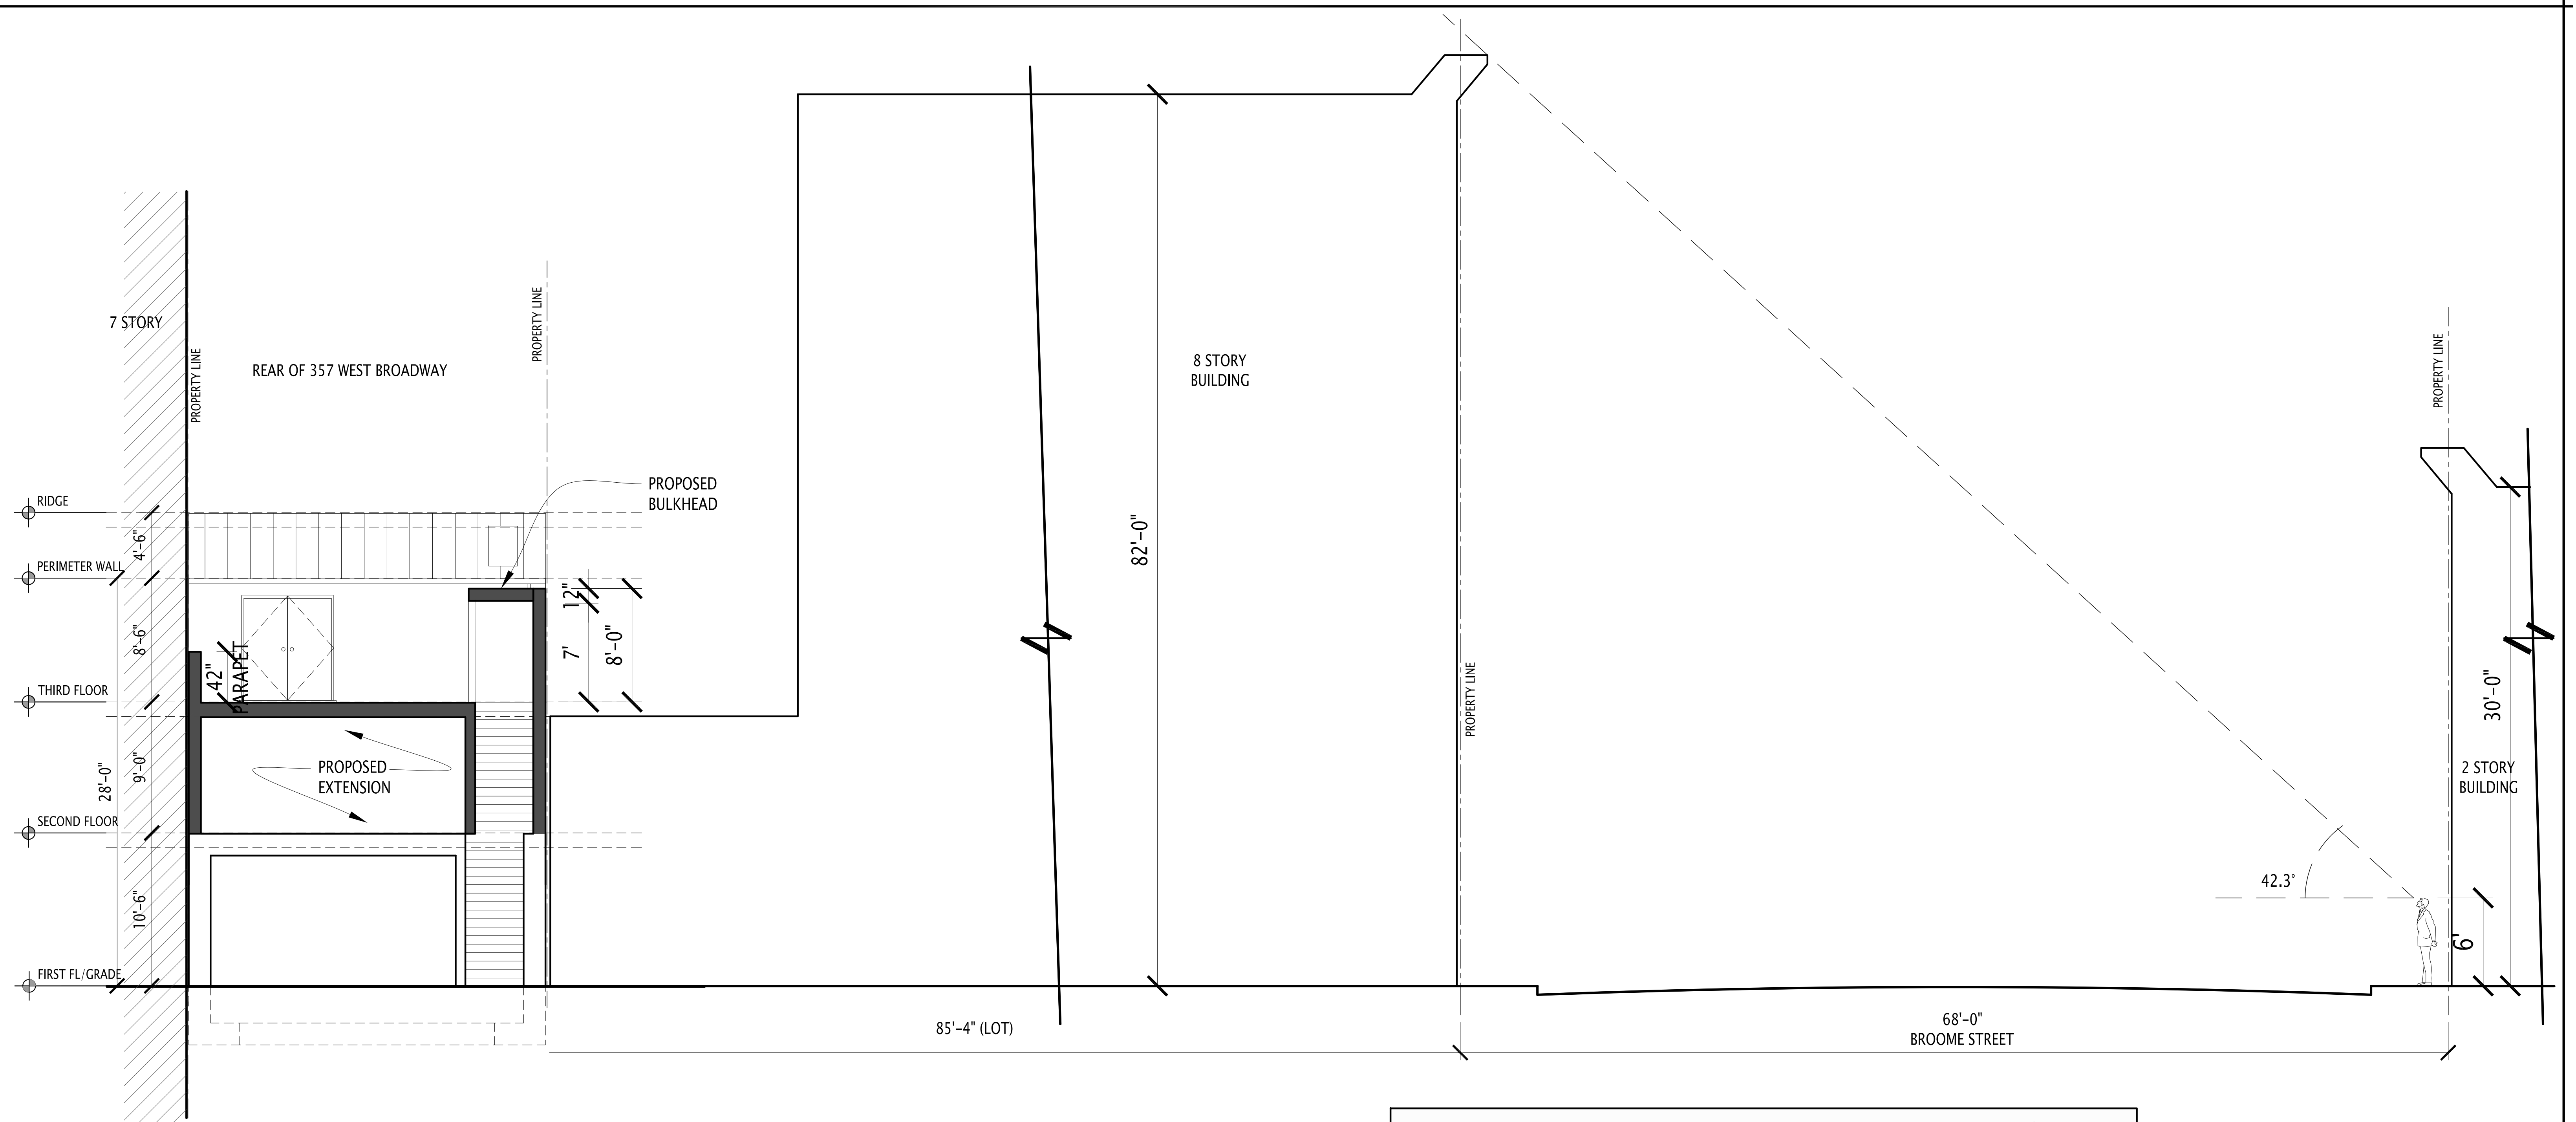 7 STORY
PROPERTY LINE
REAR OF 357 WEST BROADWAY
PROPERTY LINE
PROPOSED
BULKHEAD
RIDGE
4'-6"
PERIMETER WALL
8'-6"
42"
PARAPET
12"
7'
8'-0"
THIRD FLOOR
9'-0"
28'-0"
PROPOSED
EXTENSION
SECOND FLOOR
10'-6"
FIRST FL/GRADE
82'-0"
8 STORY
BUILDING
PROPERTY LINE
85'-4" (LOT)
68'-0"
BROOME STREET
42.3°
PROPERTY LINE
30'-0"
2 STORY
BUILDING
6'